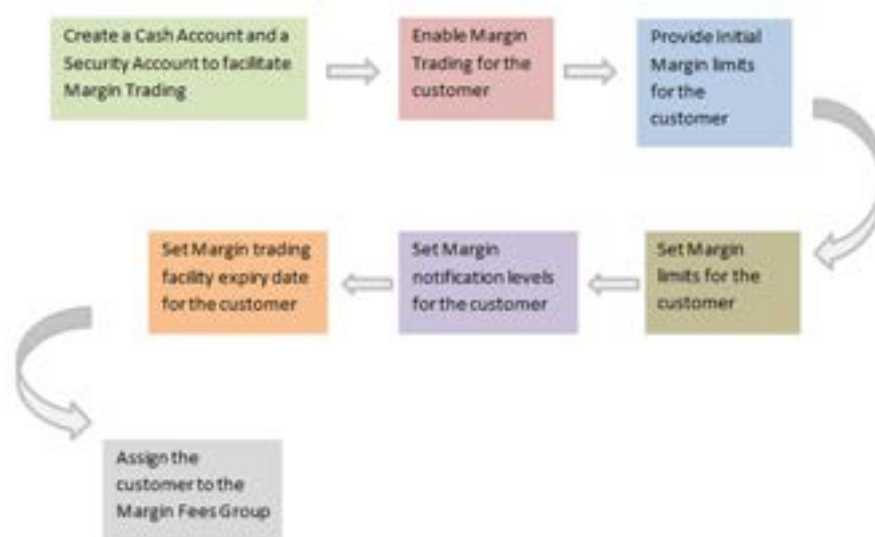 Create a Cash Account and a
Security Account to facilitate
Margin Trading
Enable Margin
Trading for the
customer
Provide Initial
Margin limits
for the
customer
Set Margin
limits for the
customer
Set Margin
notification levels
for the customer
Set Margin trading
facility expiry date
for the customer
Assign the
customer to the
Margin Fees Group